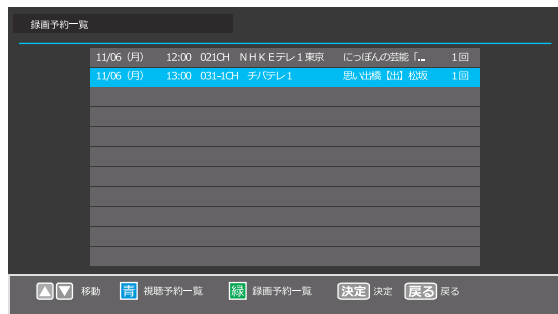 録画予約一覧
11/06（月） 12:00 021CH ＮＨＫＥテレ１東京 にっぽんの芸能「… 1回
11/06（月） 13:00 031-1CH チバテレ１ 思い出橋【出】松坂 1回
移動 青 視聴予約一覧 緑 録画予約一覧 決定 決定 戻る 戻る